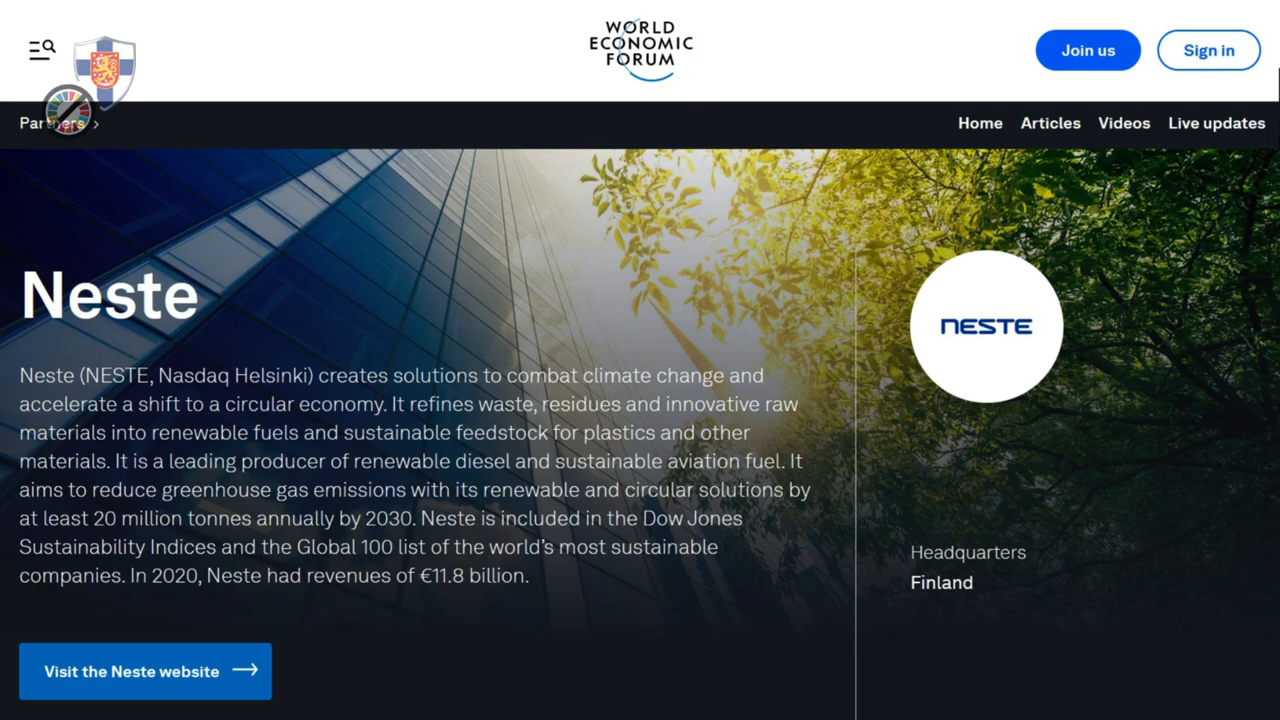 WORLD
ECONOMIC
FORUM
Join us
Sign in
Partners
Home Articles Videos Live updates
Neste
NESTE
Neste (NESTE, Nasdaq Helsinki) creates solutions to combat climate change and
accelerate a shift to a circular economy. It refines waste, residues and innovative raw
materials into renewable fuels and sustainable feedstock for plastics and other
materials. It is a leading producer of renewable diesel and sustainable aviation fuel. It
aims to reduce greenhouse gas emissions with its renewable and circular solutions by
at least 20 million tonnes annually by 2030. Neste is included in the Dow Jones
Sustainability Indices and the Global 100 list of the world’s most sustainable
companies. In 2020, Neste had revenues of €11.8 billion.
Headquarters
Finland
Visit the Neste website